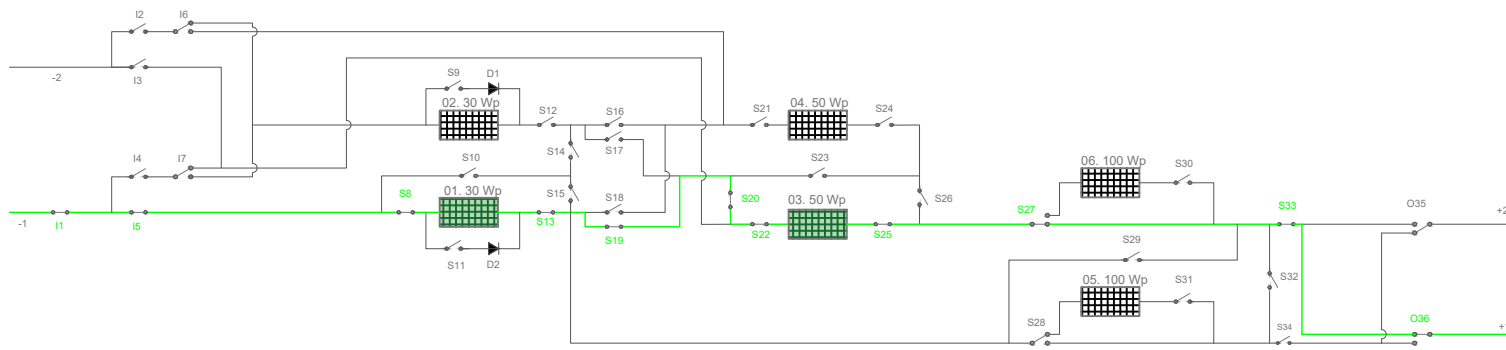 I2
I6
-2
I3
S9
D1
02. 30 Wp
S12
S16
S21
04. 50 Wp
S24
S14
S17
I4
I7
S10
S23
06. 100 Wp
S30
S8
01. 30 Wp
S15
S18
S20
S26
-1
I1
I5
S13
S19
S22
03. 50 Wp
S25
S27
S33
O35
+2
S11
D2
S29
S32
05. 100 Wp
S31
S28
S34
O36